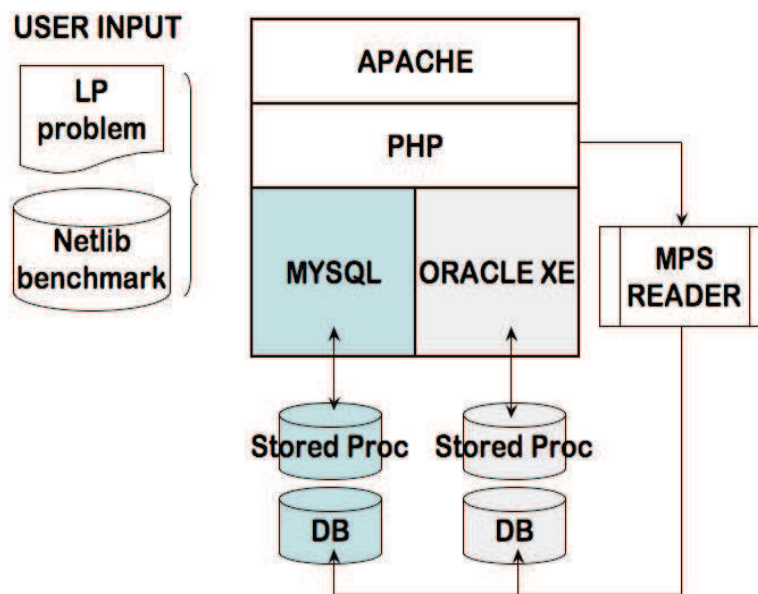 USER INPUT
LP
problem
Netlib
benchmark
APACHE
PHP
MYSQL
ORACLE XE
MPS
READER
Stored Proc
Stored Proc
DB
DB